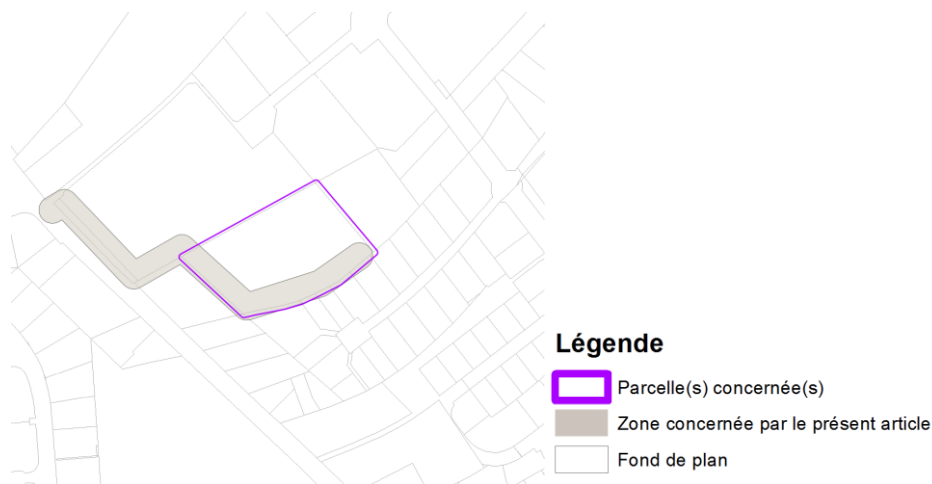 Légende
Parcelle(s) concernée(s)
Zone concernée par le présent article
Fond de plan